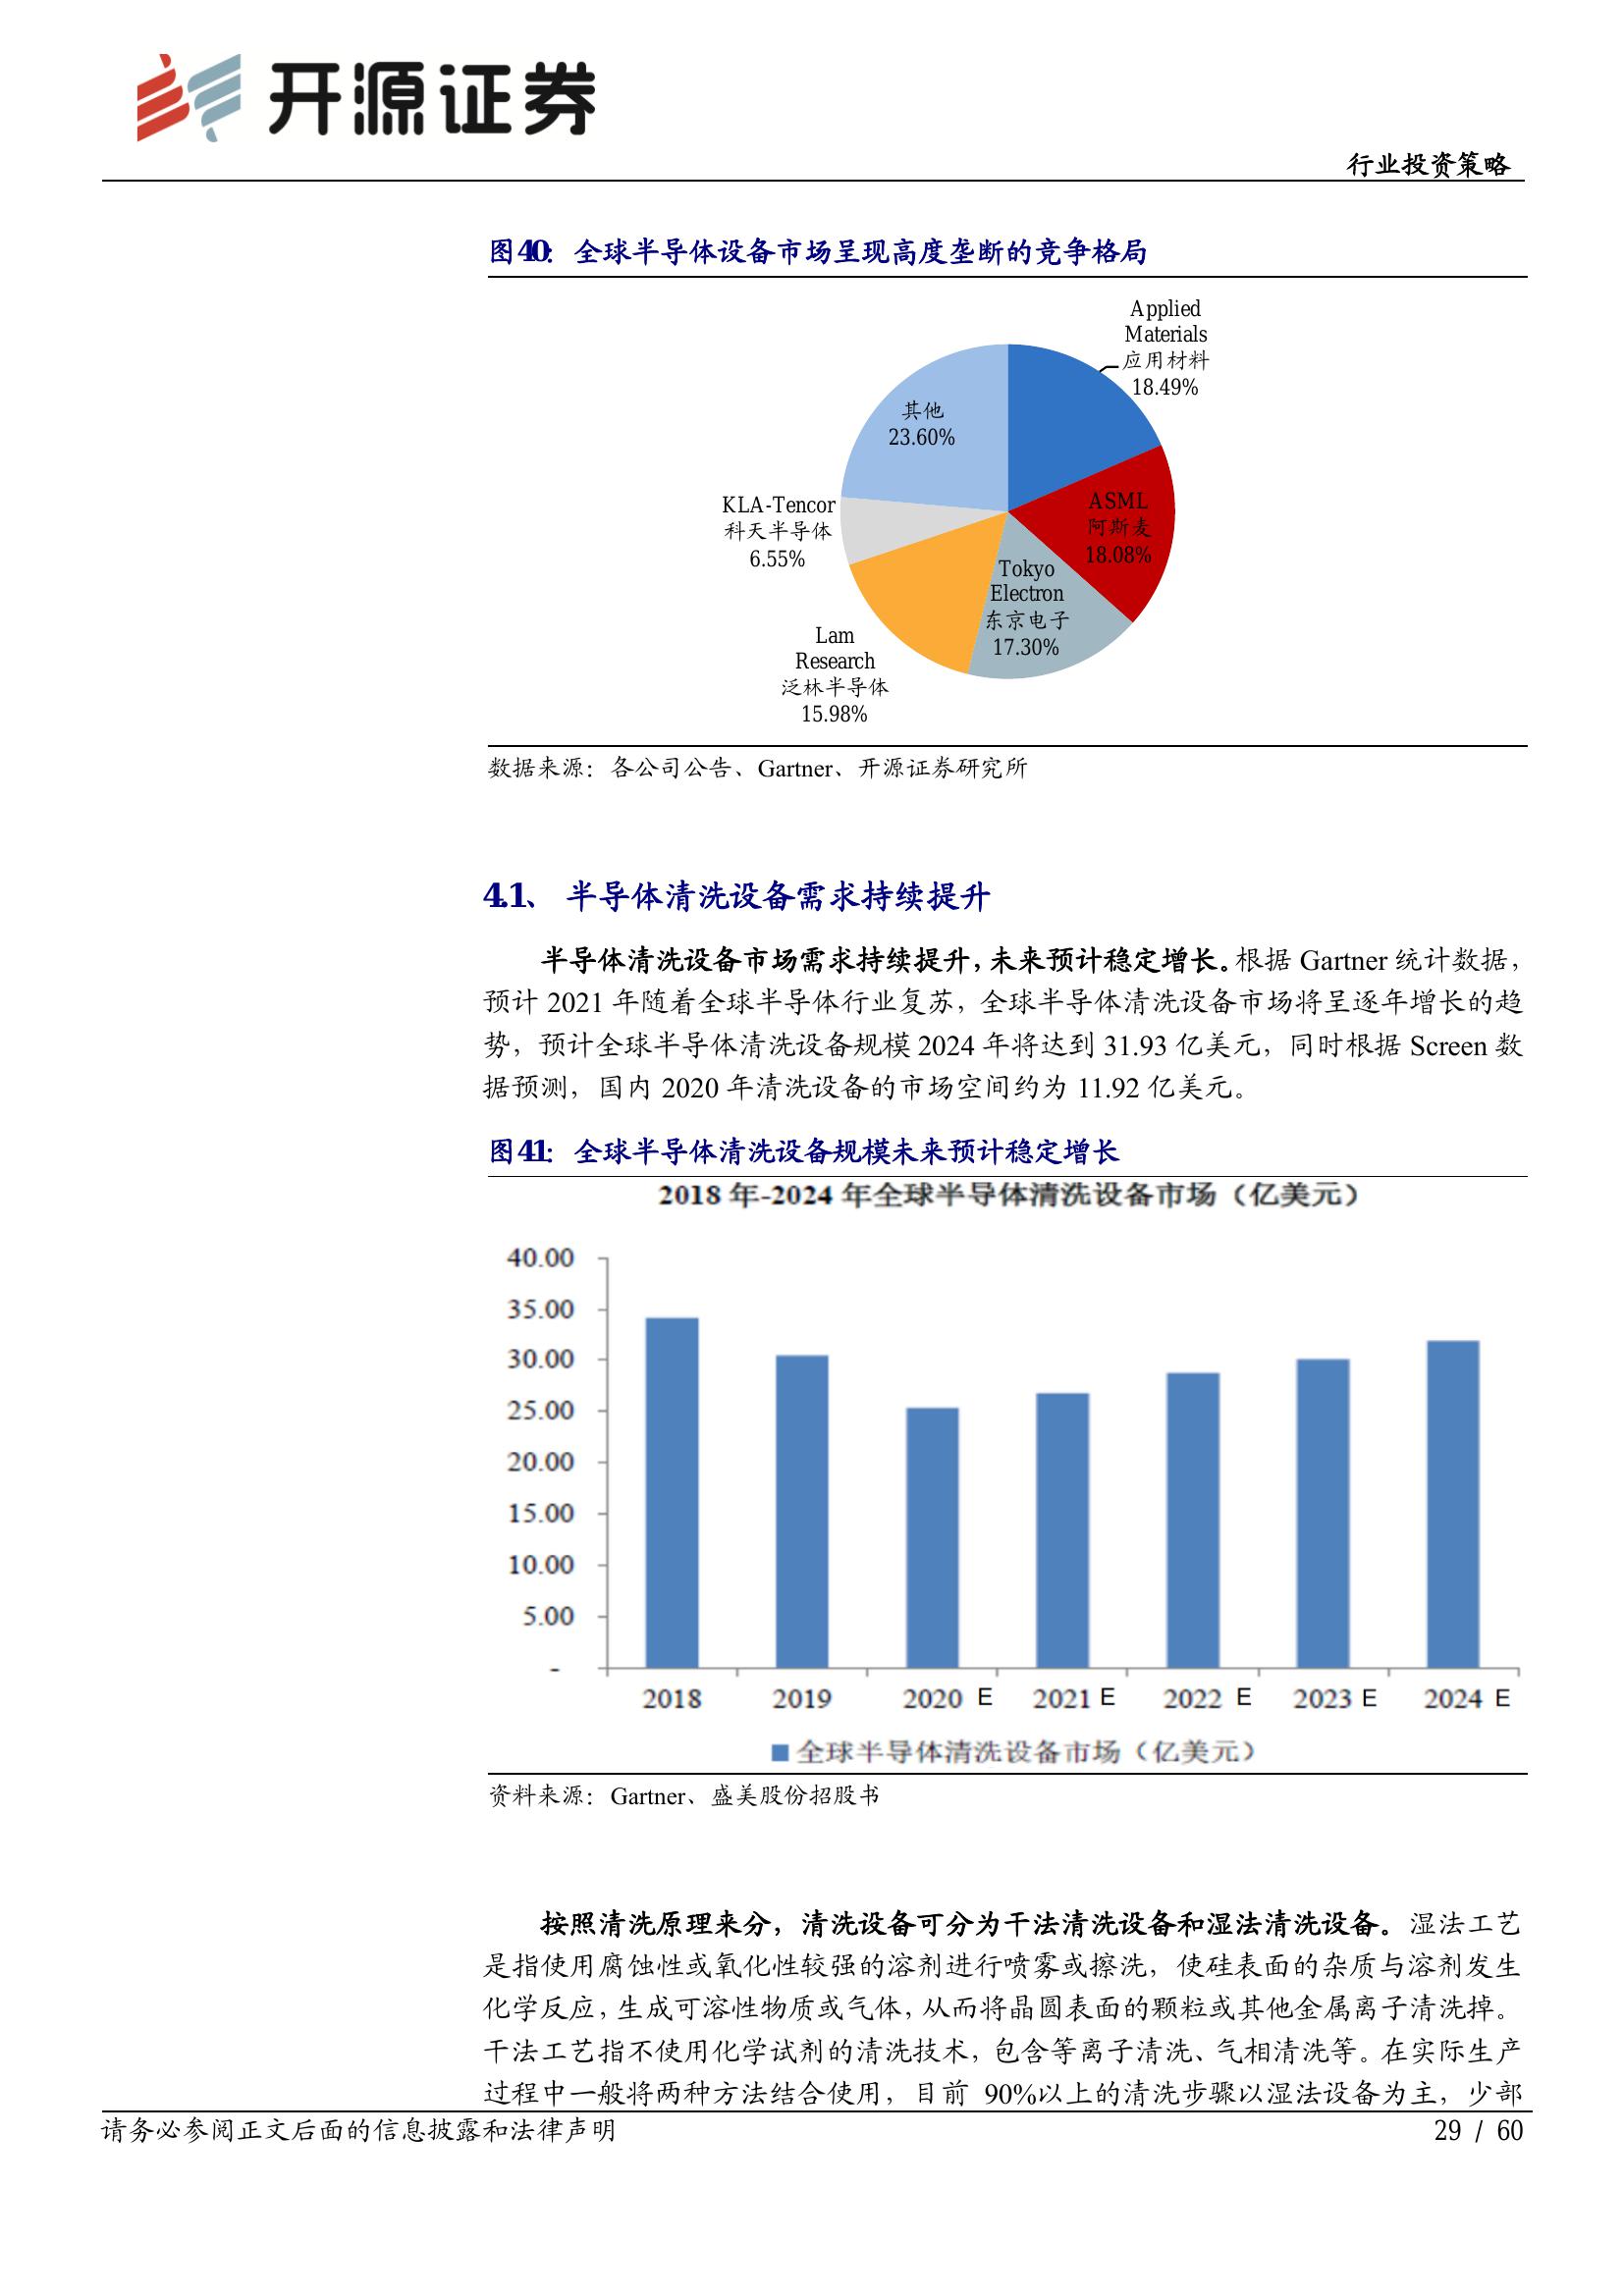 开源证券
行业投资策略
图40：全球半导体设备市场呈现高度垄断的竞争格局
Applied
Materials
应用材料
18.49%
其他
23.60%
ASML
阿斯麦
18.08%
KLA-Tencor
科天半导体
6.55%
Tokyo
Electron
东京电子
17.30%
Lam
Research
泛林半导体
15.98%
数据来源：各公司公告、Gartner、开源证券研究所
4.1、 半导体清洗设备需求持续提升
半导体清洗设备市场需求持续提升，未来预计稳定增长。根据 Gartner 统计数据，
预计 2021 年随着全球半导体行业复苏，全球半导体清洗设备市场将呈逐年增长的趋
势，预计全球半导体清洗设备规模 2024 年将达到 31.93 亿美元，同时根据 Screen 数
据预测，国内 2020 年清洗设备的市场空间约为 11.92 亿美元。
图41：全球半导体清洗设备规模未来预计稳定增长
2018 年-2024 年全球半导体清洗设备市场（亿美元）
40.00
35.00
30.00
25.00
20.00
15.00
10.00
5.00
-
2018 2019 2020 E 2021 E 2022 E 2023 E 2024 E
全球半导体清洗设备市场（亿美元）
资料来源：Gartner、盛美股份招股书
按照清洗原理来分，清洗设备可分为干法清洗设备和湿法清洗设备。湿法工艺
是指使用腐蚀性或氧化性较强的溶剂进行喷雾或擦洗，使硅表面的杂质与溶剂发生
化学反应，生成可溶性物质或气体，从而将晶圆表面的颗粒或其他金属离子清洗掉。
干法工艺指不使用化学试剂的清洗技术，包含等离子清洗、气相清洗等。在实际生产
过程中一般将两种方法结合使用，目前 90%以上的清洗步骤以湿法设备为主，少部
请务必参阅正文后面的信息披露和法律声明
29 / 60